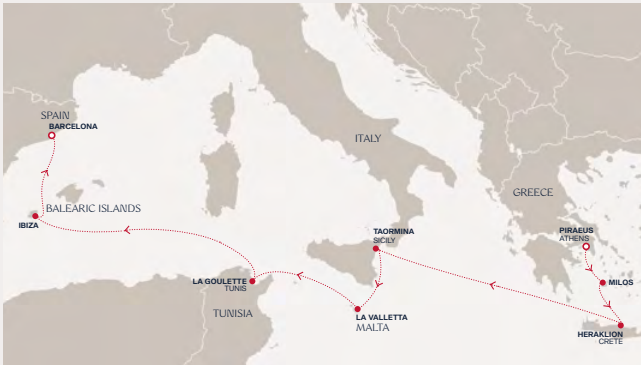 SPAIN
BARCELONA
ITALY
GREECE
BALEARIC ISLANDS
IBIZA
TAORMINA
SICILY
PIRAEUS
ATHENS
LA GOULETTE
TUNIS
MILOS
TUNISIA
LA VALLETTA
MALTA
HERAKLION
CRETE